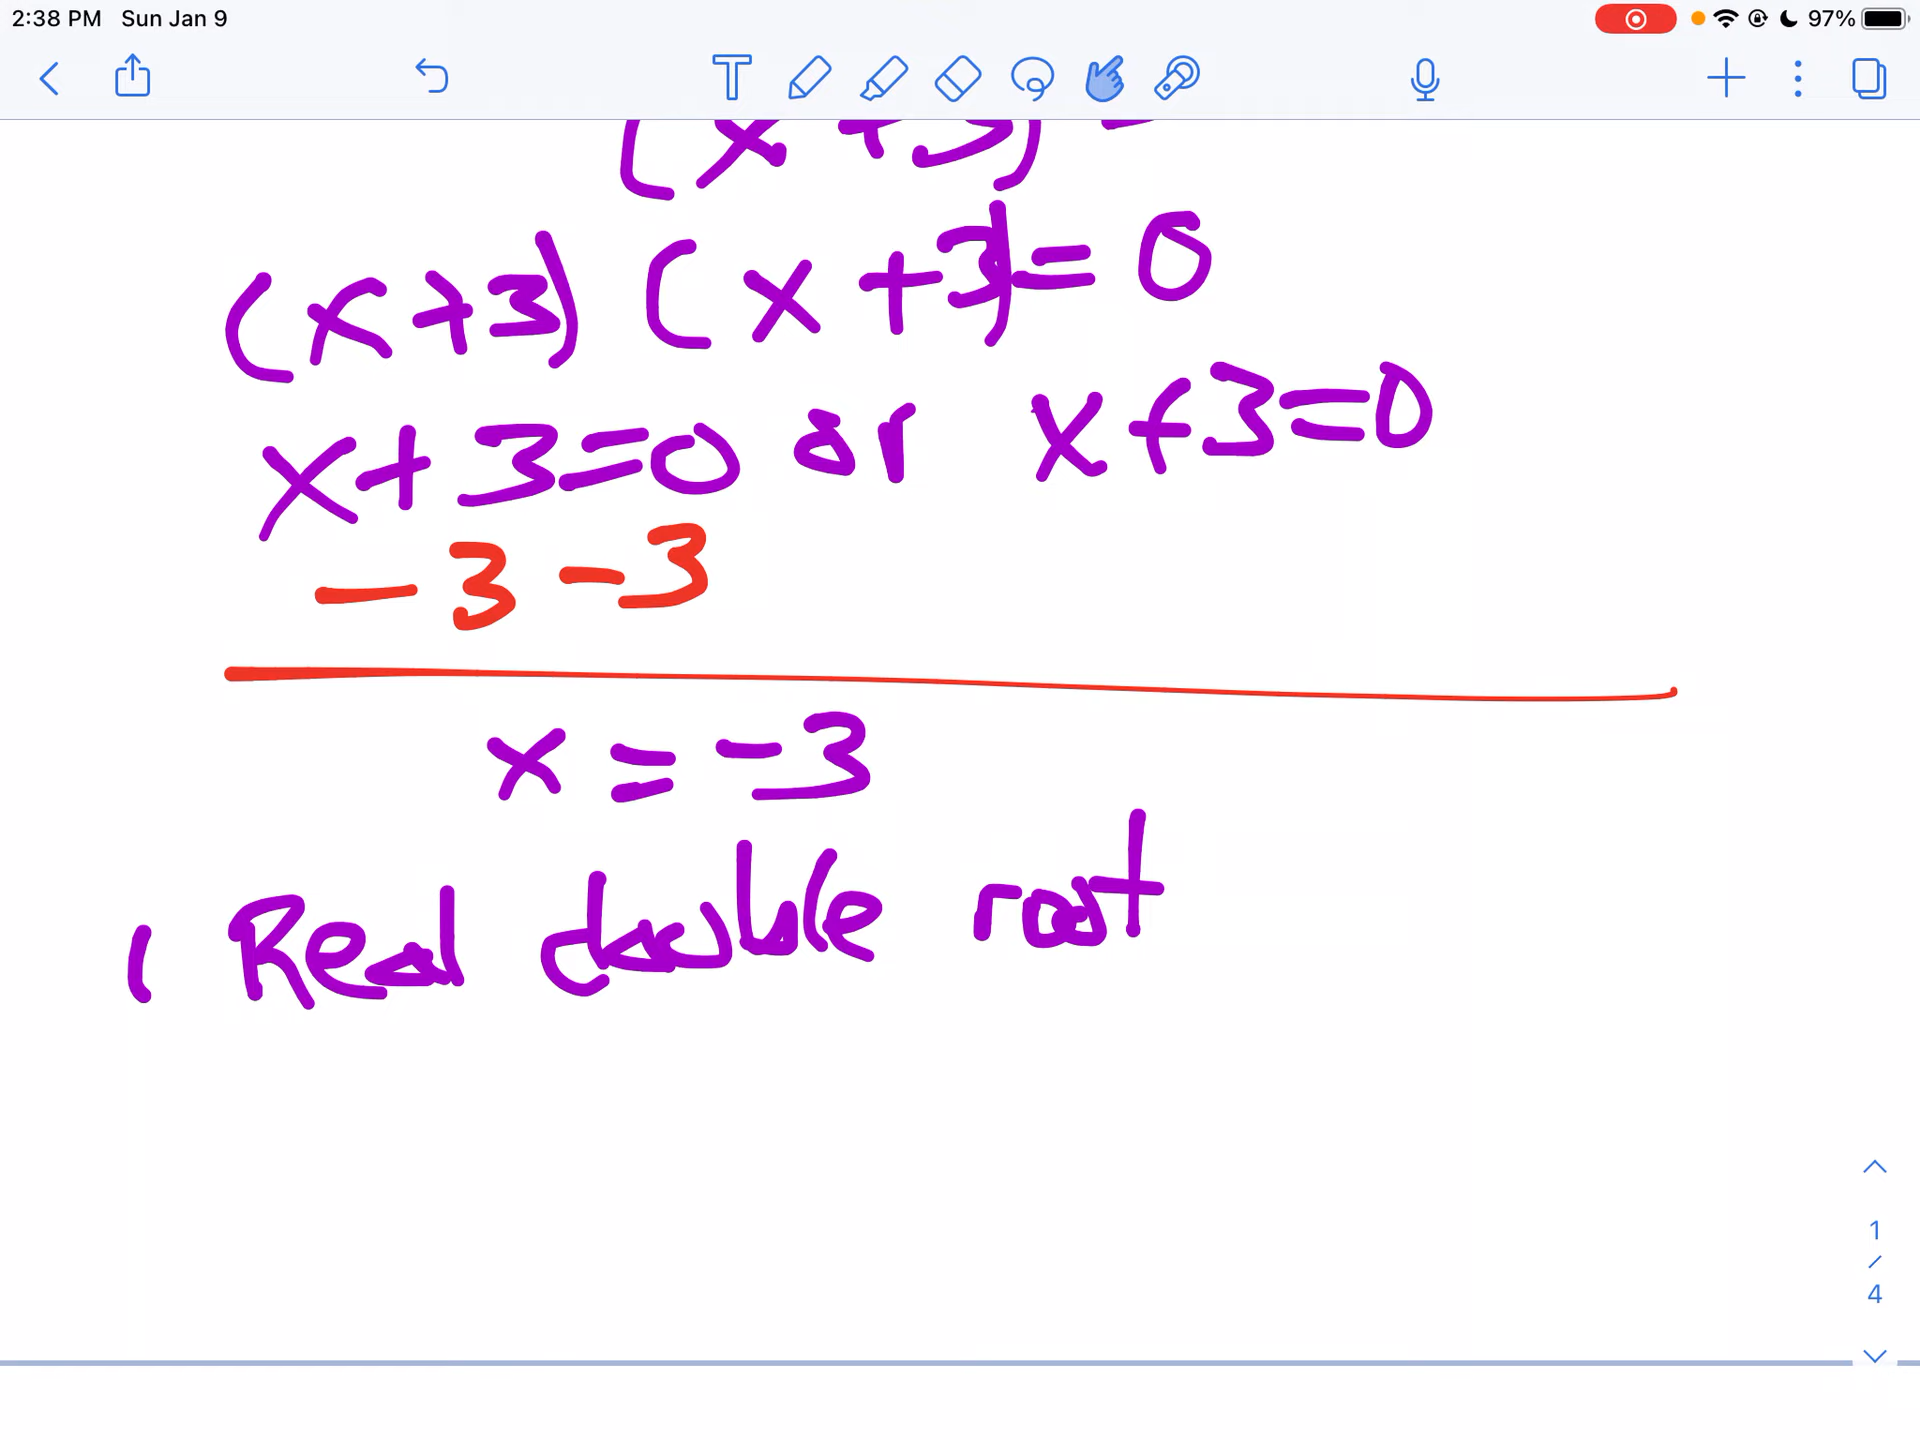 2:38 PM Sun Jan 9 97%
(x+3)
(x+3) (x+3)= 0
x+3=0 or x+3=0
-3 -3
x = -3
1 Real double root
1
/
4